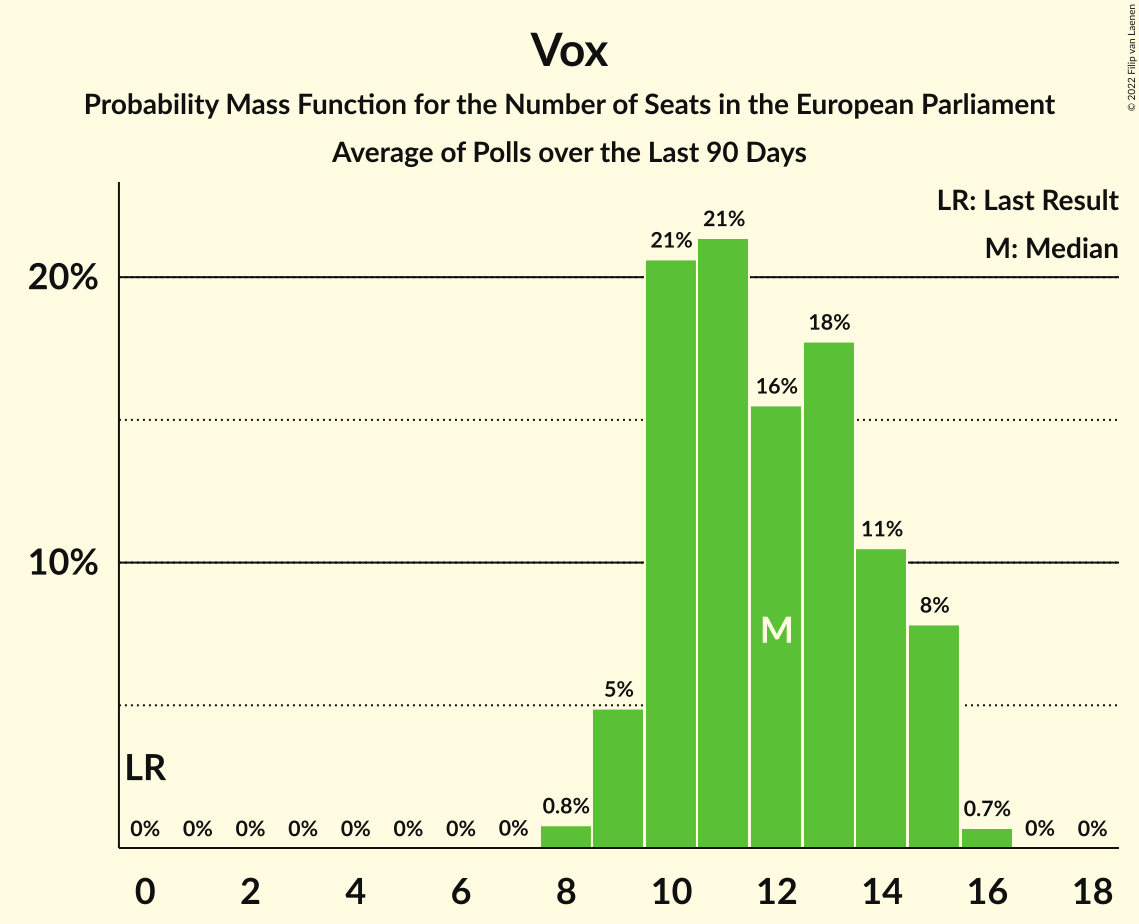 Vox
Probability Mass Function for the Number of Seats in the European Parliament
Average of Polls over the Last 90 Days
© 2022 Filip van Laenen
LR: Last Result
M: Median
20%
10%
LR
0% 0% 0% 0% 0% 0% 0% 0% 0.8% 5% 21% 21% 16% 18% 11% 8% 0.7% 0% 0%
M
0 2 4 6 8 10 12 14 16 18